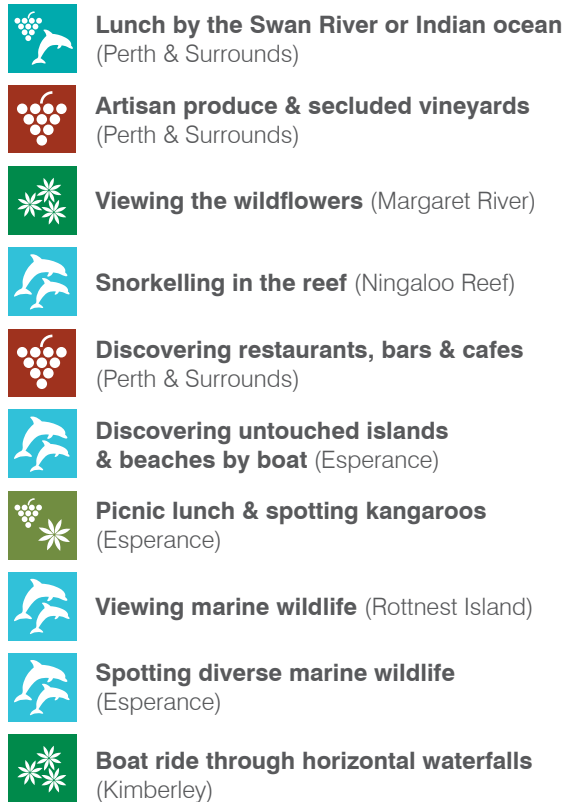 Lunch by the Swan River or Indian ocean
(Perth & Surrounds)
Artisan produce & secluded vineyards
(Perth & Surrounds)
Viewing the wildflowers (Margaret River)
Snorkelling in the reef (Ningaloo Reef)
Discovering restaurants, bars & cafes
(Perth & Surrounds)
Discovering untouched islands
& beaches by boat (Esperance)
Picnic lunch & spotting kangaroos
(Esperance)
Viewing marine wildlife (Rottnest Island)
Spotting diverse marine wildlife
(Esperance)
Boat ride through horizontal waterfalls
(Kimberley)